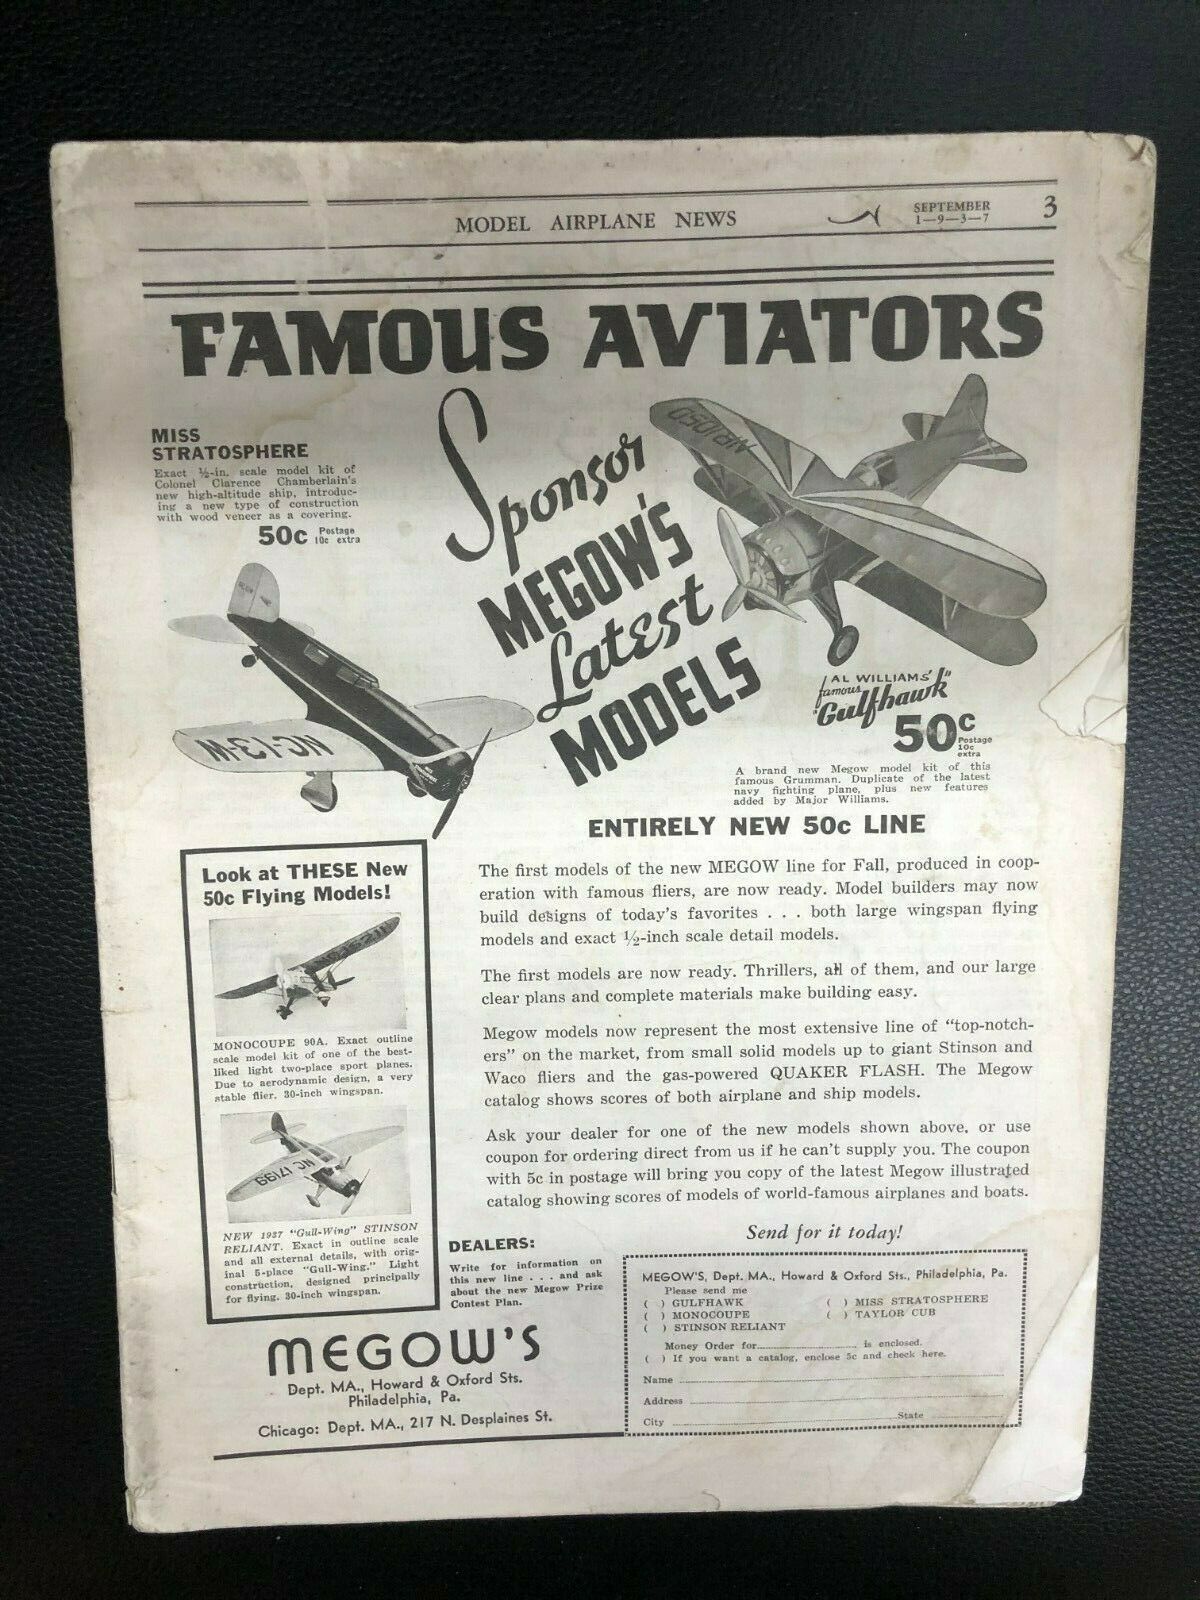 MODEL AIRPLANE NEWS
SEPTEMBER
1—9—3—7
3
FAMOUS AVIATORS
Sponsor
MEGOW'S
Latest
MODELS
MISS
STRATOSPHERE
Exact ½-in. scale model kit of
Colonel Clarence Chamberlain's
new high-altitude ship, introduc-
ing a new type of construction
with wood veneer as a covering.
50c Postage
10c extra
NC-13-W
NR1050
AL WILLIAMS'
famous
"Gulfhawk"
50c
Postage
10c
extra
A brand new Megow model kit of this
famous Grumman. Duplicate of the latest
navy fighting plane, plus new features
added by Major Williams.
ENTIRELY NEW 50c LINE
Look at THESE New
50c Flying Models!
MONOCOUPE 90A. Exact outline
scale model kit of one of the best-
liked light two-place sport planes.
Due to aerodynamic design, a very
stable flier. 30-inch wingspan.
NC17199
NEW 1937 "Gull-Wing" STINSON
RELIANT. Exact in outline scale
and all external details, with orig-
inal 5-place "Gull-Wing." Light
construction, designed principally
for flying. 30-inch wingspan.
The first models of the new MEGOW line for Fall, produced in coop-
eration with famous fliers, are now ready. Model builders may now
build designs of today's favorites . . . both large wingspan flying
models and exact ½-inch scale detail models.
The first models are now ready. Thrillers, all of them, and our large
clear plans and complete materials make building easy.
Megow models now represent the most extensive line of "top-notch-
ers" on the market, from small solid models up to giant Stinson and
Waco fliers and the gas-powered QUAKER FLASH. The Megow
catalog shows scores of both airplane and ship models.
Ask your dealer for one of the new models shown above, or use
coupon for ordering direct from us if he can't supply you. The coupon
with 5c in postage will bring you copy of the latest Megow illustrated
catalog showing scores of models of world-famous airplanes and boats.
Send for it today!
DEALERS:
Write for information on
this new line . . . and ask
about the new Megow Prize
Contest Plan.
MEGOW'S
Dept. MA., Howard & Oxford Sts.
Philadelphia, Pa.
Chicago: Dept. MA., 217 N. Desplaines St.
MEGOW'S, Dept. MA., Howard & Oxford Sts., Philadelphia, Pa.
Please send me
( ) GULFHAWK ( ) MISS STRATOSPHERE
( ) MONOCOUPE ( ) TAYLOR CUB
( ) STINSON RELIANT
Money Order for is enclosed.
( ) If you want a catalog, enclose 5c and check here.
Name
Address
City State